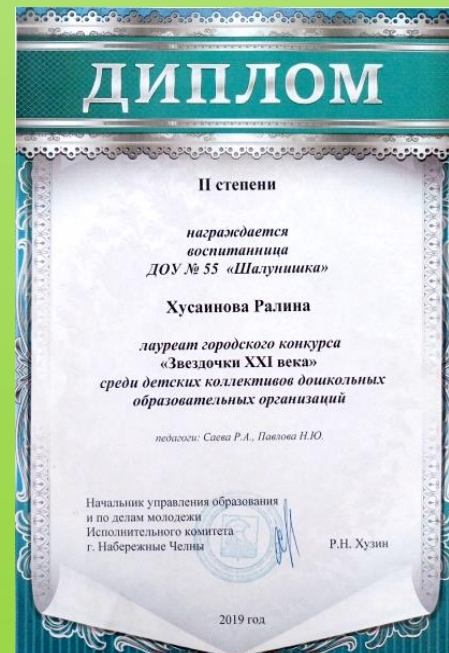 ДИПЛОМ
II степени
награждается
воспитанница
ДОУ № 55 «Шалунишка»
Хусаинова Ралина
лауреат городского конкурса
«Звездочки XXI века»
среди детских коллективов дошкольных
образовательных организаций
педагоги: Саева Р.А., Павлова Н.Ю.
Начальник управления образования
и по делам молодежи
Исполнительного комитета
г. Набережные Челны
Р.Н. Хузин
2019 год